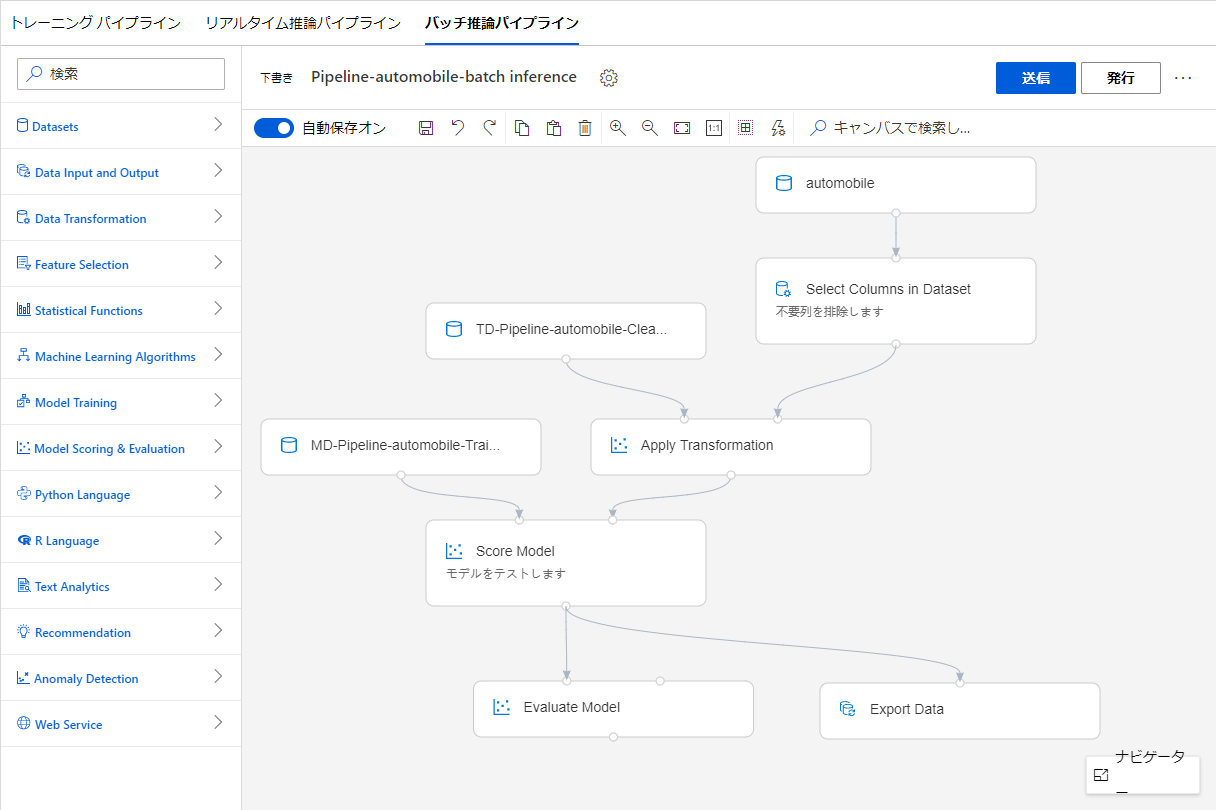 トレーニング パイプライン リアルタイム推論パイプライン バッチ推論パイプライン
検索
Datasets
Data Input and Output
Data Transformation
Feature Selection
Statistical Functions
Machine Learning Algorithms
Model Training
Model Scoring & Evaluation
Python Language
R Language
Text Analytics
Recommendation
Anomaly Detection
Web Service
下書き Pipeline-automobile-batch inference
送信 発行 ...
自動保存オン
1:1
キャンバスで検索し...
automobile
Select Columns in Dataset
不要列を排除します
TD-Pipeline-automobile-Clea...
MD-Pipeline-automobile-Trai...
Apply Transformation
Score Model
モデルをテストします
Evaluate Model
Export Data
ナビゲータ
ー